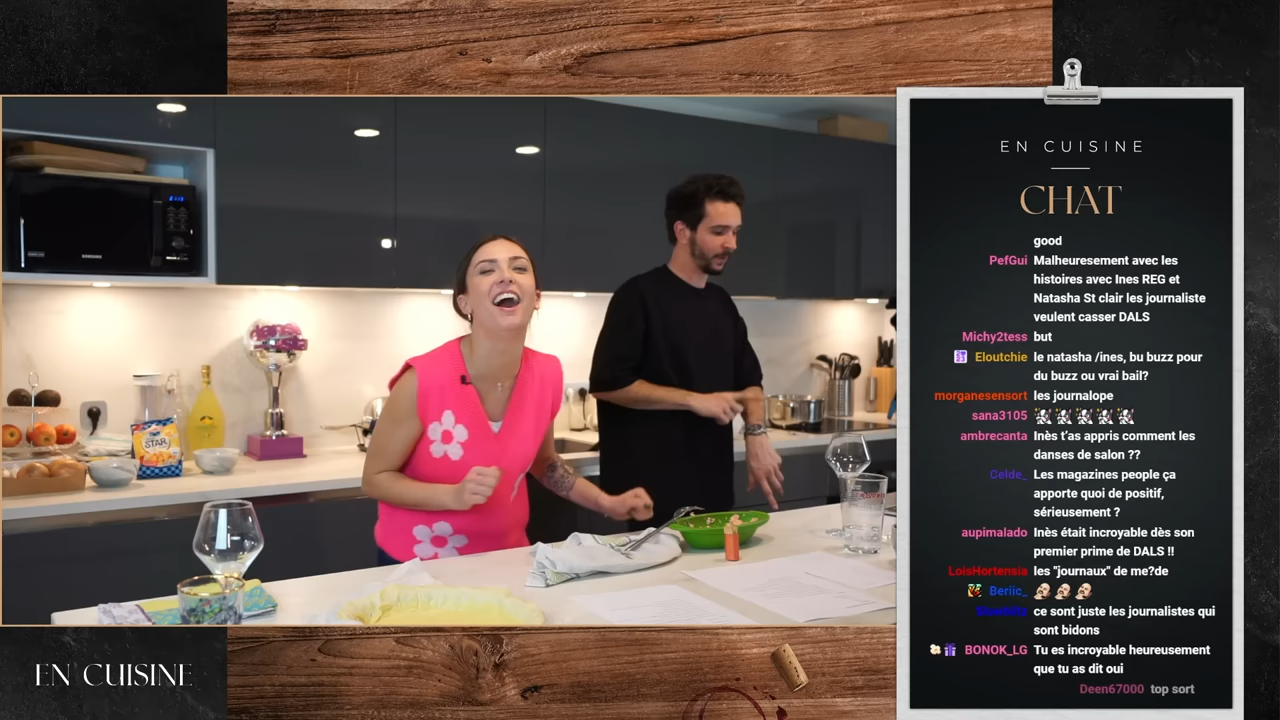 EN CUISINE
CHAT
good
PefGui Malheuresement avec les
histoires avec Ines REG et
Natasha St clair les journaliste
veulent casser DALS
Michy2tess but
Eloutchie le natasha /ines, bu buzz pour
du buzz ou vrai bail?
morganesensort les journalope
sana3105
ambrecanta Inès t'as appris comment les
danses de salon ??
Celde_ Les magazines people ça
apporte quoi de positif,
sérieusement ?
aupimalado Inès était incroyable dès son
premier prime de DALS !!
LoisHortensia les "journaux" de me?de
Beriic_
ce sont juste les journalistes qui
sont bidons
BONOK_LG Tu es incroyable heureusement
que tu as dit oui
Deen67000 top sort
SAMSUNG
STAR
EN CUISINE